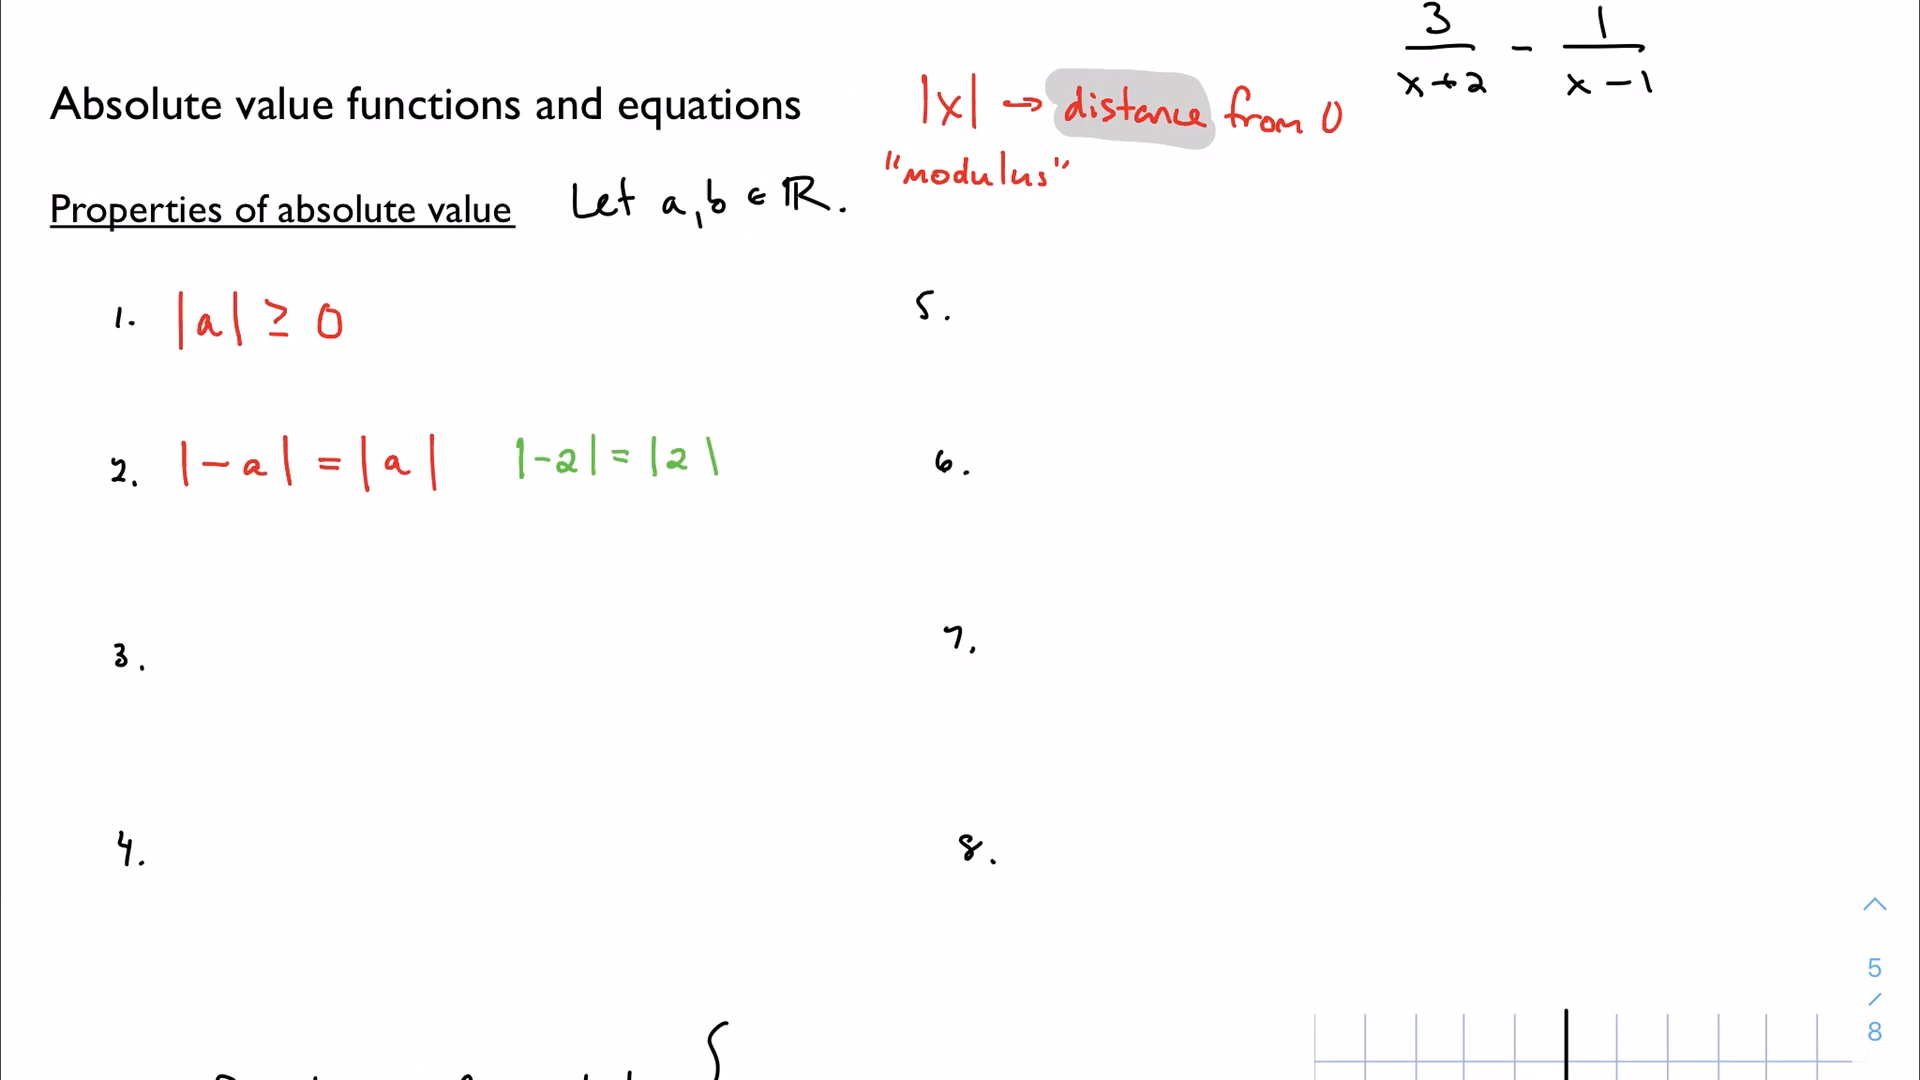 3/(x+2) - 1/(x-1)
Absolute value functions and equations
|x| → distance from 0
"modulus"
Properties of absolute value Let a, b ∈ ℝ.
1. |a| ≥ 0
2. |-a| = |a| |-2| = |2|
3.
4.
5.
6.
7.
8.
5
/
8